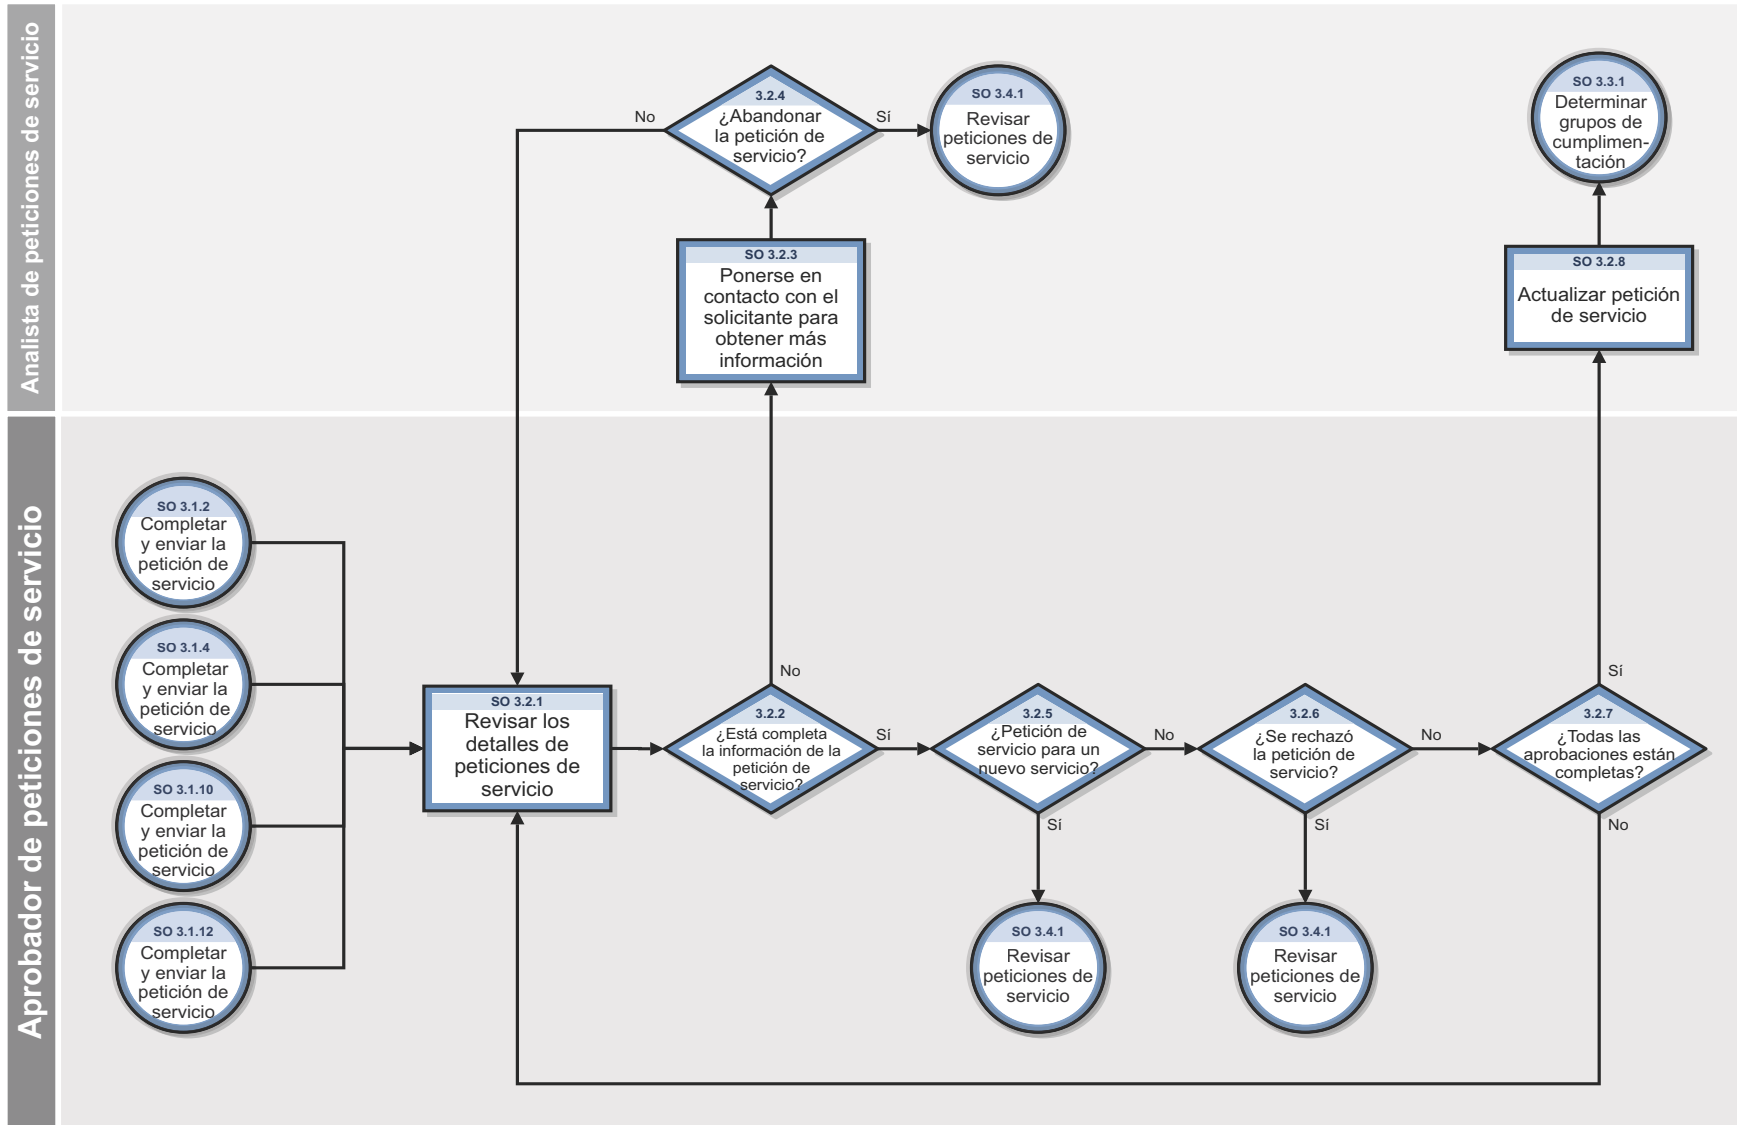 Analista de peticiones de servicio
3.2.4
¿Abandonar
la petición de
servicio?
No
Sí
SO 3.4.1
Revisar
peticiones de
servicio
SO 3.3.1
Determinar
grupos de
cumplimen-
tación
SO 3.2.3
Ponerse en
contacto con el
solicitante para
obtener más
información
SO 3.2.8
Actualizar petición
de servicio
Aprobador de peticiones de servicio
SO 3.1.2
Completar
y enviar la
petición de
servicio
SO 3.1.4
Completar
y enviar la
petición de
servicio
SO 3.1.10
Completar
y enviar la
petición de
servicio
SO 3.1.12
Completar
y enviar la
petición de
servicio
SO 3.2.1
Revisar los
detalles de
peticiones de
servicio
No
3.2.2
¿Está completa
la información de la
petición de
servicio?
Sí
3.2.5
¿Petición de
servicio para un
nuevo servicio?
No
Sí
3.2.6
¿Se rechazó
la petición de
servicio?
No
Sí
Sí
3.2.7
¿Todas las
aprobaciones están
completas?
No
SO 3.4.1
Revisar
peticiones de
servicio
SO 3.4.1
Revisar
peticiones de
servicio